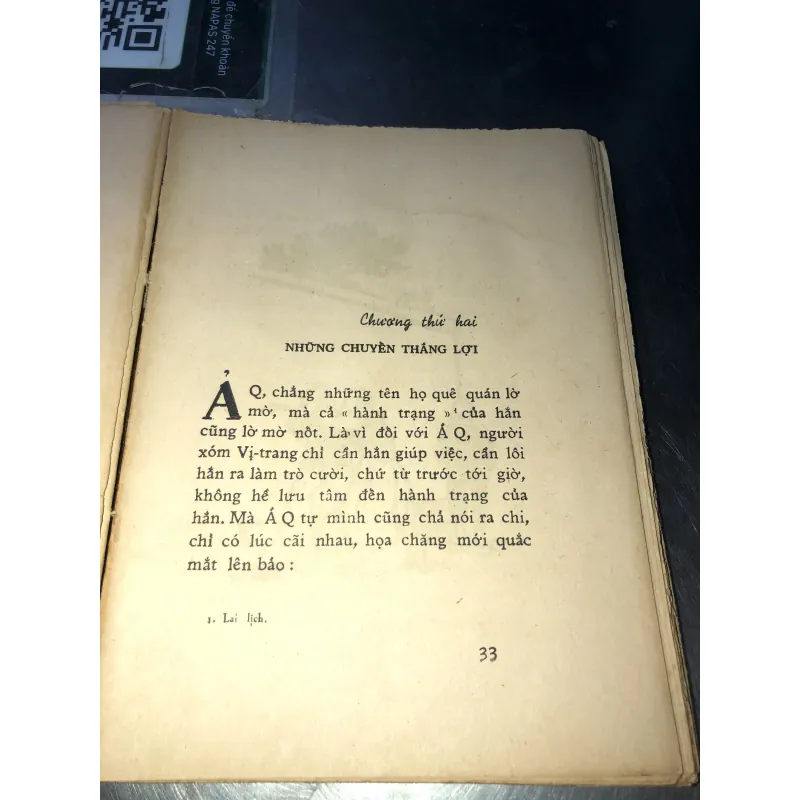 để chuyển khoản
NAPAS 247
Chương thứ hai
NHỮNG CHUYỆN THẮNG LỢI
Ả Q, chẳng những tên họ quê quán lờ
mờ, mà cả « hành trạng » ¹ của hắn
cũng lờ mờ nốt. Là vì đối với Á Q, người
xóm Vị-trang chỉ cần hắn giúp việc, cần lôi
hắn ra làm trò cười, chứ từ trước tới giờ,
không hề lưu tâm đến hành trạng của
hắn. Mà Á Q tự mình cũng chả nói ra chi,
chỉ có lúc cãi nhau, họa chăng mới quắc
mắt lên bảo :
1. Lai lịch.
33